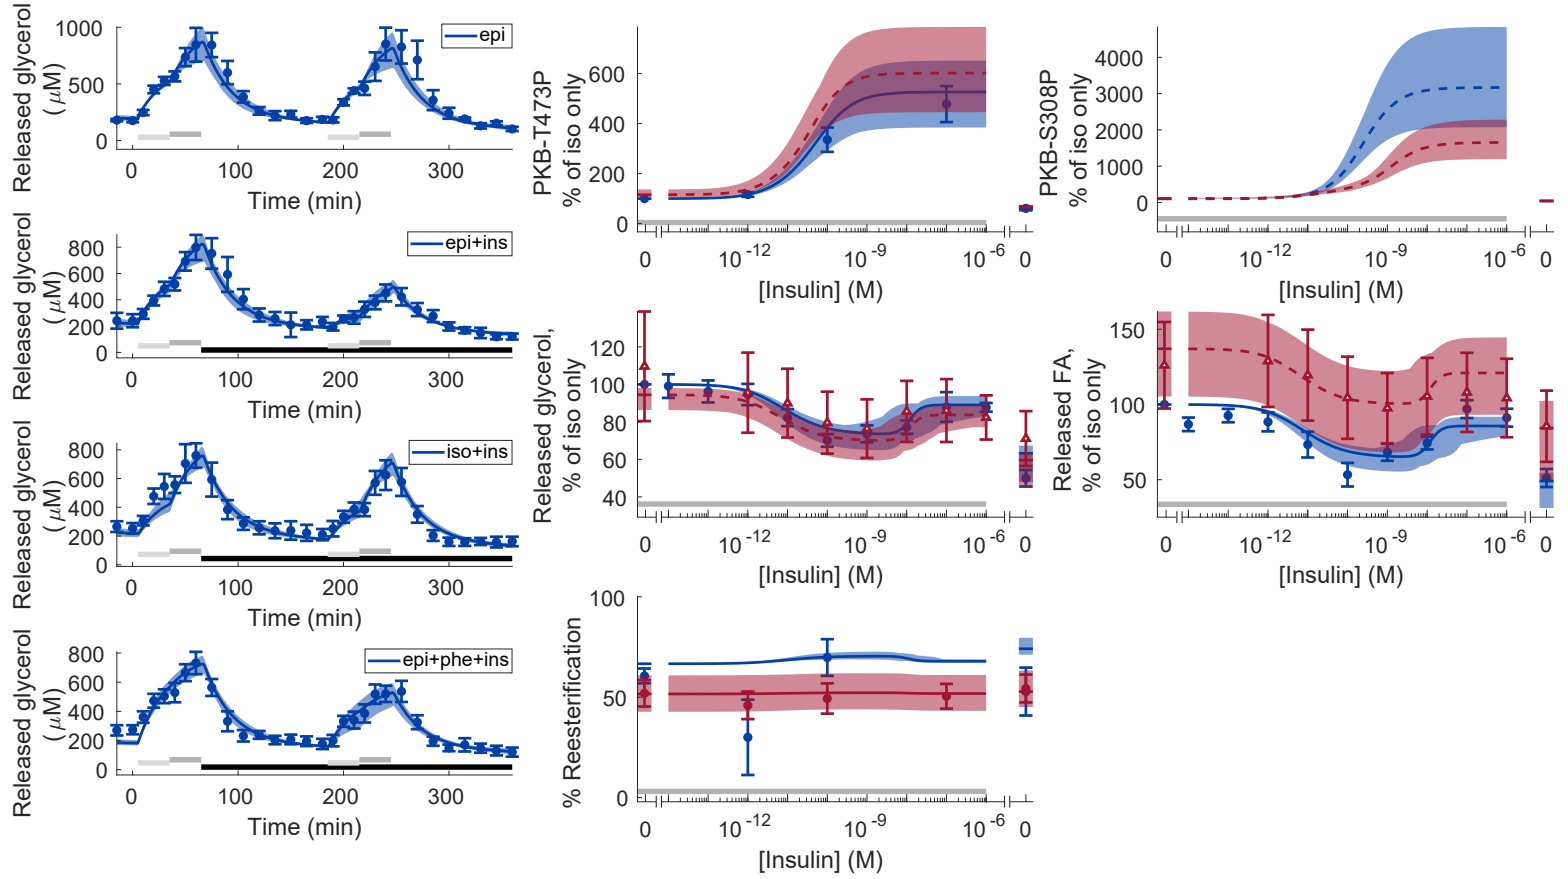 Released glycerol
( μM)
1000
500
0
epi
0 100 200 300
Time (min)
Released glycerol
( μM)
800
600
400
200
0
epi+ins
0 100 200 300
Time (min)
Released glycerol
( μM)
800
600
400
200
0
iso+ins
0 100 200 300
Time (min)
Released glycerol
( μM)
800
600
400
200
0
epi+phe+ins
0 100 200 300
Time (min)
PKB-T473P
% of iso only
600
400
200
0
0 10^-12 10^-9 10^-6 0
[Insulin] (M)
PKB-S308P
% of iso only
4000
3000
2000
1000
0
0 10^-12 10^-9 10^-6 0
[Insulin] (M)
Released glycerol,
% of iso only
120
100
80
60
40
0 10^-12 10^-9 10^-6 0
[Insulin] (M)
Released FA,
% of iso only
150
100
50
0 10^-12 10^-9 10^-6 0
[Insulin] (M)
% Reesterification
100
50
0
0 10^-12 10^-9 10^-6 0
[Insulin] (M)